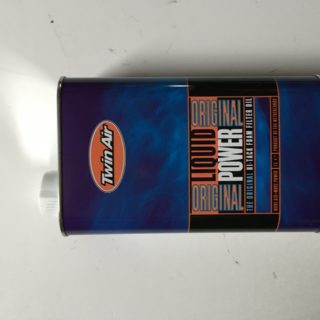 Twin Air
ORIGINAL
LIQUID
POWER
ORIGINAL
THE ORIGINAL HI-TACK FOAM FILTER OIL